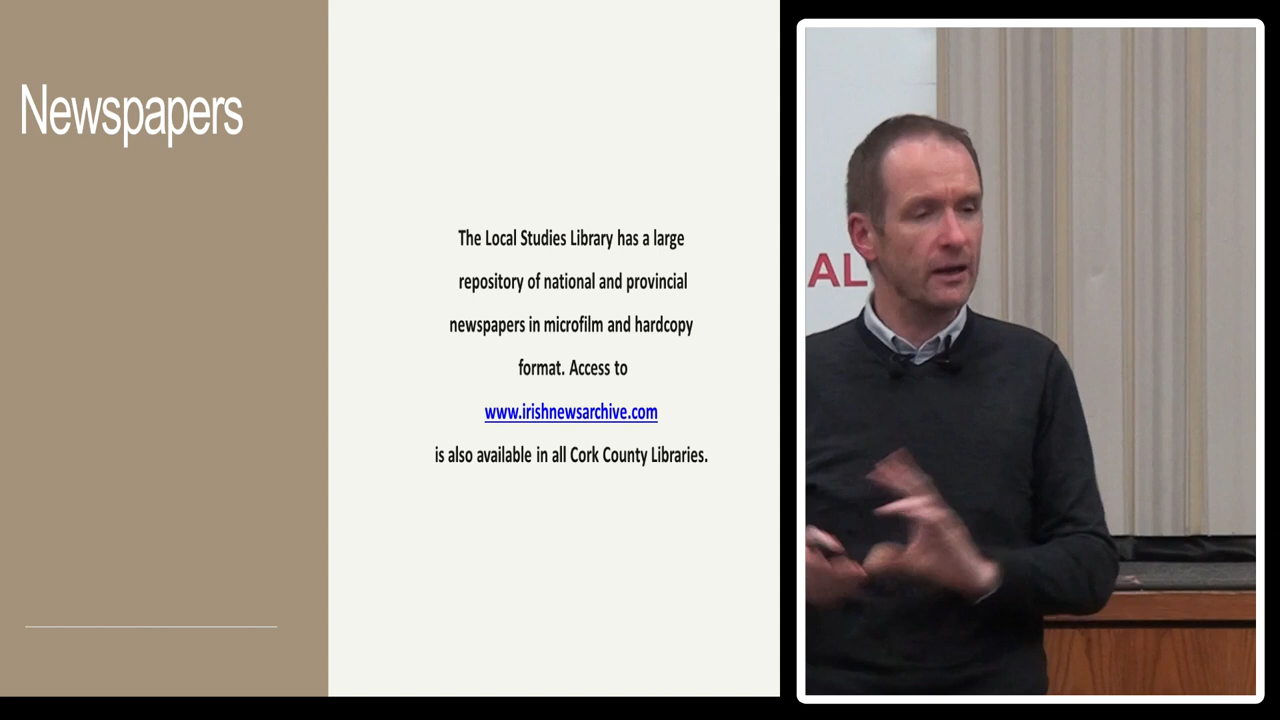 Newspapers
The Local Studies Library has a large
repository of national and provincial
newspapers in microfilm and hardcopy
format. Access to
www.irishnewsarchive.com
is also available in all Cork County Libraries.
AL